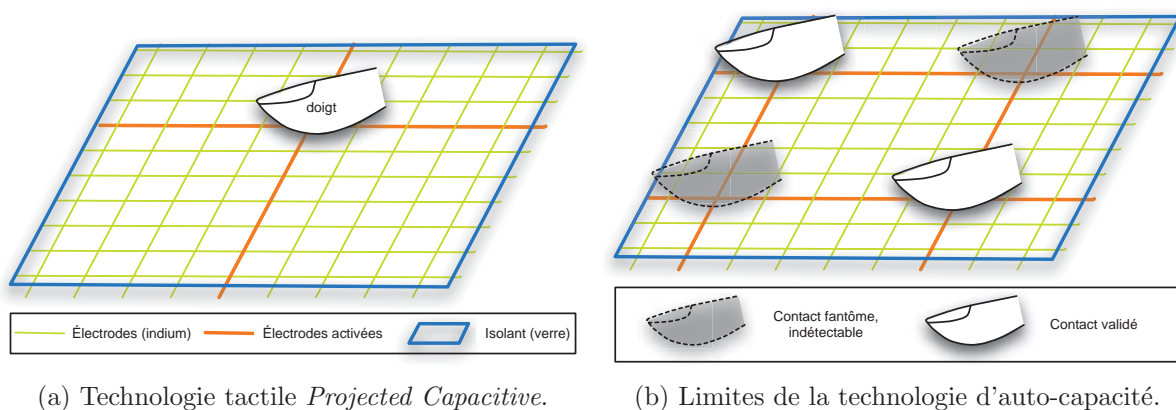 doigt
Électrodes (indium)
Électrodes activées
Isolant (verre)
Contact fantôme,
indétectable
Contact validé
(a) Technologie tactile Projected Capacitive.
(b) Limites de la technologie d'auto-capacité.